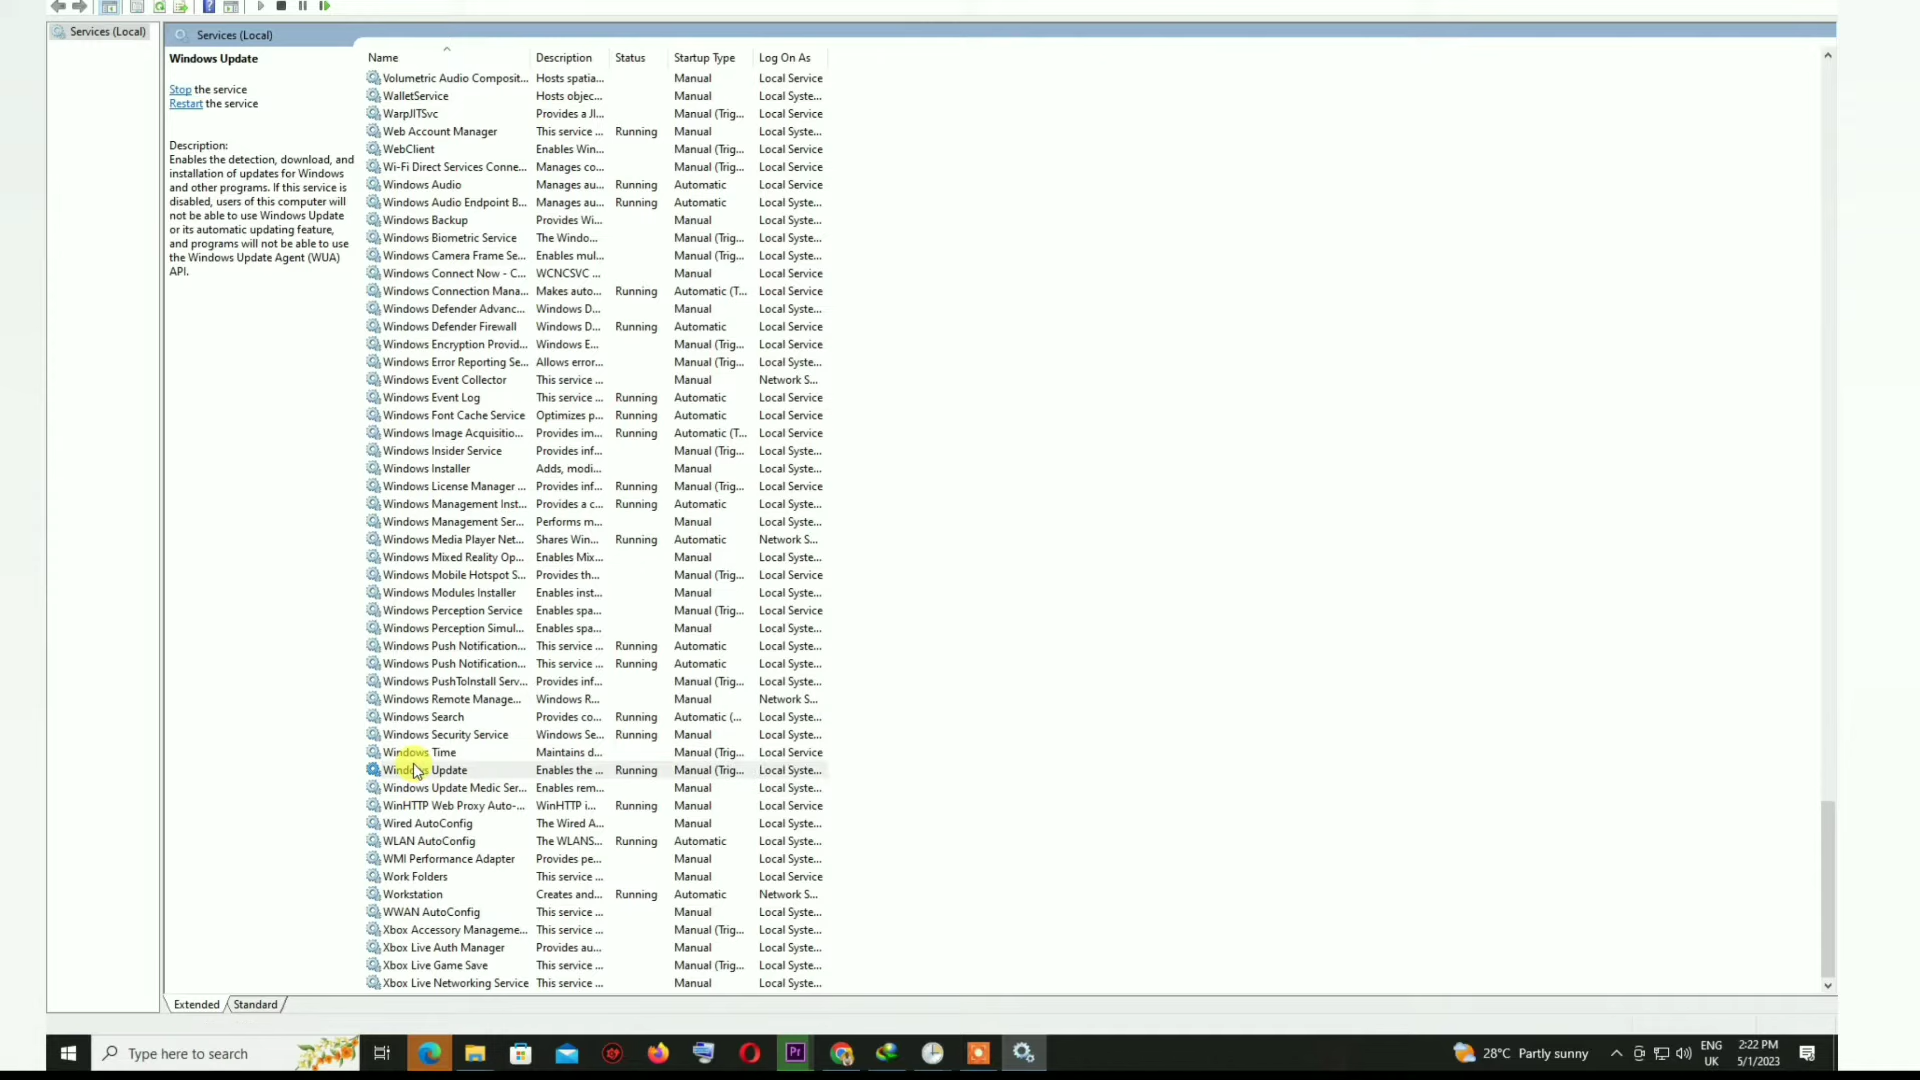 Services (Local)
Services (Local)
Windows Update
Stop the service
Restart the service
Description:
Enables the detection, download, and
installation of updates for Windows
and other programs. If this service is
disabled, users of this computer will
not be able to use Windows Update
or its automatic updating feature,
and programs will not be able to use
the Windows Update Agent (WUA)
API.
Name Description Status Startup Type Log On As
Volumetric Audio Composit... Hosts spatia... Manual Local Service
WalletService Hosts objec... Manual Local Syste...
WarpJITSvc Provides a JI... Manual (Trig... Local Service
Web Account Manager This service ... Running Manual Local Syste...
WebClient Enables Win... Manual (Trig... Local Service
Wi-Fi Direct Services Conne... Manages co... Manual (Trig... Local Service
Windows Audio Manages au... Running Automatic Local Service
Windows Audio Endpoint B... Manages au... Running Automatic Local Syste...
Windows Backup Provides Wi... Manual Local Syste...
Windows Biometric Service The Windo... Manual (Trig... Local Syste...
Windows Camera Frame Se... Enables mul... Manual (Trig... Local Syste...
Windows Connect Now - C... WCNCSVC ... Manual Local Service
Windows Connection Mana... Makes auto... Running Automatic (T... Local Service
Windows Defender Advanc... Windows D... Manual Local Syste...
Windows Defender Firewall Windows D... Running Automatic Local Service
Windows Encryption Provid... Windows E... Manual (Trig... Local Service
Windows Error Reporting Se... Allows error... Manual (Trig... Local Syste...
Windows Event Collector This service ... Manual Network S...
Windows Event Log This service ... Running Automatic Local Service
Windows Font Cache Service Optimizes p... Running Automatic Local Service
Windows Image Acquisitio... Provides im... Running Automatic (T... Local Service
Windows Insider Service Provides inf... Manual (Trig... Local Syste...
Windows Installer Adds, modi... Manual Local Syste...
Windows License Manager ... Provides inf... Running Manual (Trig... Local Service
Windows Management Inst... Provides a c... Running Automatic Local Syste...
Windows Management Ser... Performs m... Manual Local Syste...
Windows Media Player Net... Shares Win... Running Automatic Network S...
Windows Mixed Reality Op... Enables Mix... Manual Local Syste...
Windows Mobile Hotspot S... Provides th... Manual (Trig... Local Service
Windows Modules Installer Enables inst... Manual Local Syste...
Windows Perception Service Enables spa... Manual (Trig... Local Service
Windows Perception Simul... Enables spa... Manual Local Syste...
Windows Push Notification... This service ... Running Automatic Local Syste...
Windows Push Notification... This service ... Running Automatic Local Syste...
Windows PushToInstall Serv... Provides inf... Manual (Trig... Local Syste...
Windows Remote Manage... Windows R... Manual Network S...
Windows Search Provides co... Running Automatic (... Local Syste...
Windows Security Service Windows Se... Running Manual Local Syste...
Windows Time Maintains d... Manual (Trig... Local Service
Windows Update Enables the ... Running Manual (Trig... Local Syste...
Windows Update Medic Ser... Enables rem... Manual Local Syste...
WinHTTP Web Proxy Auto-... WinHTTP i... Running Manual Local Service
Wired AutoConfig The Wired A... Manual Local Syste...
WLAN AutoConfig The WLANS... Running Automatic Local Syste...
WMI Performance Adapter Provides pe... Manual Local Syste...
Work Folders This service ... Manual Local Service
Workstation Creates and... Running Automatic Network S...
WWAN AutoConfig This service ... Manual Local Syste...
Xbox Accessory Manageme... This service ... Manual (Trig... Local Syste...
Xbox Live Auth Manager Provides au... Manual Local Syste...
Xbox Live Game Save This service ... Manual (Trig... Local Syste...
Xbox Live Networking Service This service ... Manual Local Syste...
Extended Standard
Type here to search
Pr
28°C Partly sunny
ENG
UK
2:22 PM
5/1/2023